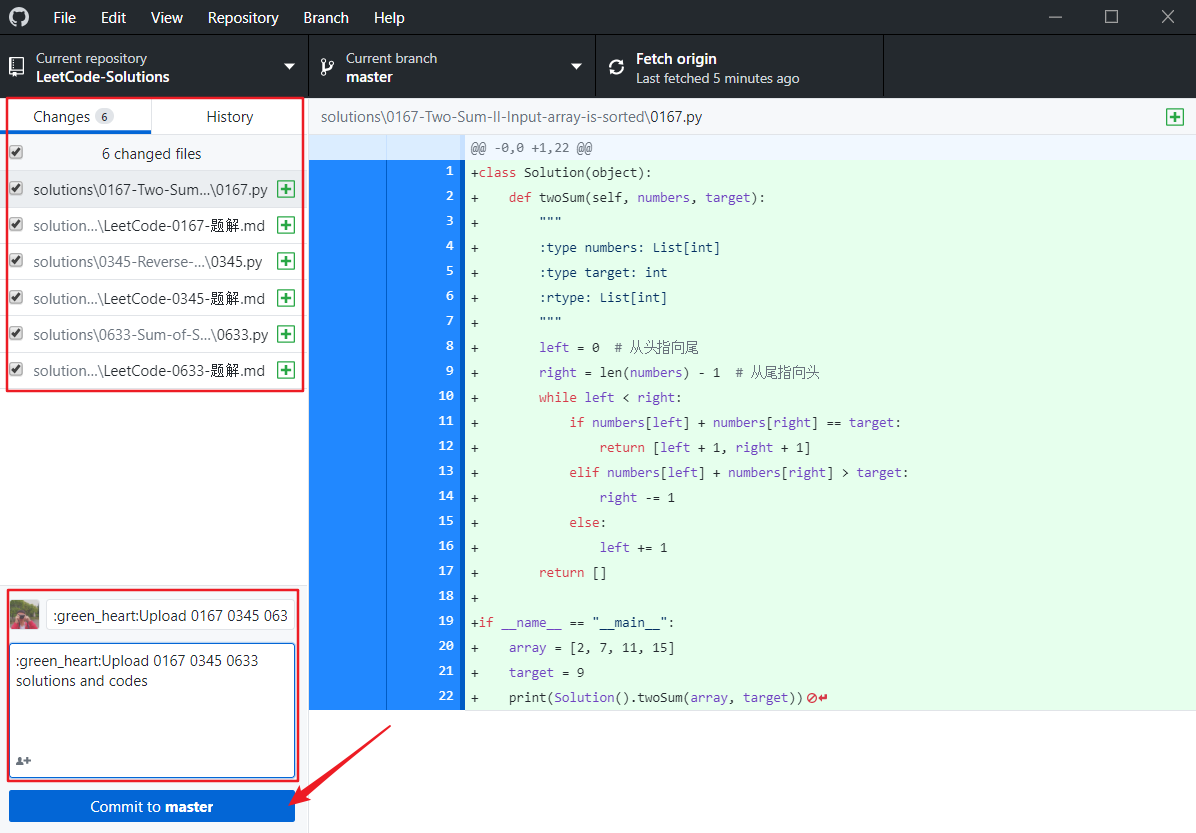 File Edit View Repository Branch Help
Current repository
LeetCode-Solutions
Current branch
master
Fetch origin
Last fetched 5 minutes ago
Changes 6 History
6 changed files
solutions\0167-Two-Sum...\0167.py
solution...\LeetCode-0167-题解.md
solutions\0345-Reverse-...\0345.py
solution...\LeetCode-0345-题解.md
solutions\0633-Sum-of-S...\0633.py
solution...\LeetCode-0633-题解.md
:green_heart:Upload 0167 0345 063
:green_heart:Upload 0167 0345 0633
solutions and codes
Commit to master
solutions\0167-Two-Sum-II-Input-array-is-sorted\0167.py
@@ -0,0 +1,22 @@
1 +class Solution(object):
2 +    def twoSum(self, numbers, target):
3 +        """
4 +        :type numbers: List[int]
5 +        :type target: int
6 +        :rtype: List[int]
7 +        """
8 +        left = 0  # 从头指向尾
9 +        right = len(numbers) - 1  # 从尾指向头
10 +        while left < right:
11 +            if numbers[left] + numbers[right] == target:
12 +                return [left + 1, right + 1]
13 +            elif numbers[left] + numbers[right] > target:
14 +                right -= 1
15 +            else:
16 +                left += 1
17 +        return []
18 +
19 +if __name__ == "__main__":
20 +    array = [2, 7, 11, 15]
21 +    target = 9
22 +    print(Solution().twoSum(array, target))